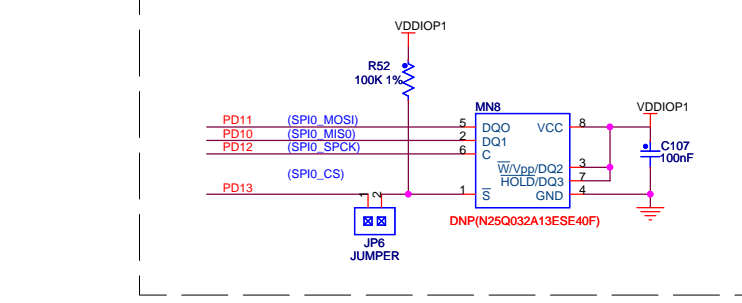 VDDIOP1
R52
100K 1%
MN8
VDDIOP1
PD11 (SPI0_MOSI) 5 DQO VCC 8
PD10 (SPI0_MIS0) 2 DQ1
PD12 (SPI0_SPCK) 6 C
C107
100nF
W/Vpp/DQ2 3
(SPI0_CS)
HOLD/DQ3 7
PD13 1 S GND 4
1 2
DNP(N25Q032A13ESE40F)
JP6
JUMPER